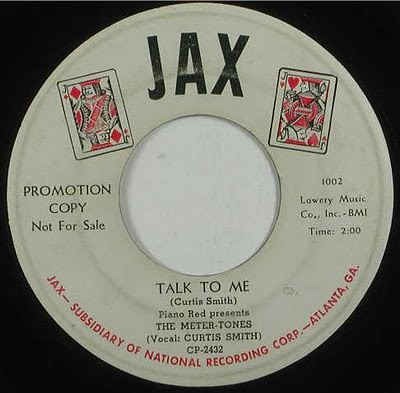 JAX
J
J
PROMOTION
COPY
Not For Sale
1002
Lowery Music
Co., Inc.-BMI
Time: 2:00
TALK TO ME
(Curtis Smith)
Piano Red presents
THE METER-TONES
(Vocal: CURTIS SMITH)
CP-2432
JAX—SUBSIDIARY OF NATIONAL RECORDING CORP.—ATLANTA, GA.